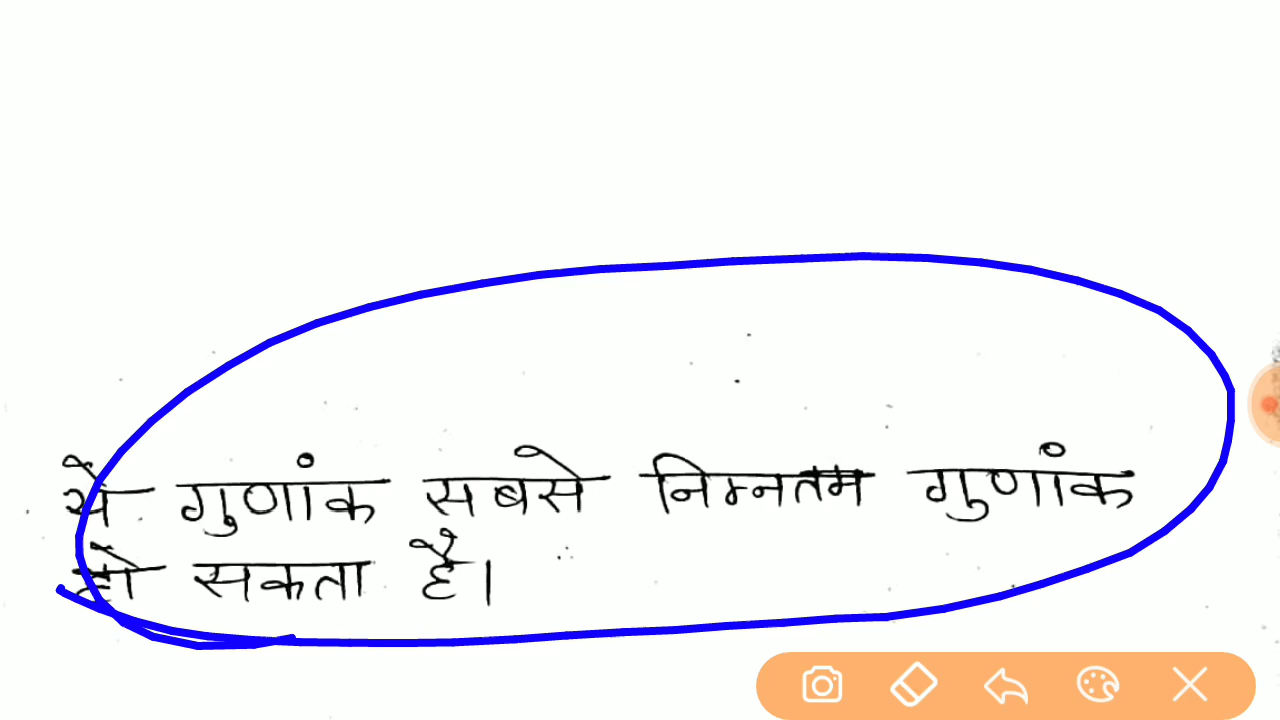 ये गुणांक सबसे निम्नतम गुणांक
हो सकता है।